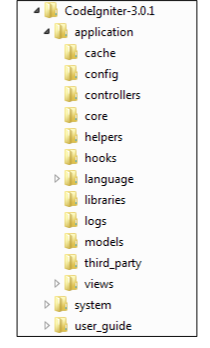 CodeIgniter-3.0.1
application
cache
config
controllers
core
helpers
hooks
language
libraries
logs
models
third_party
views
system
user_guide